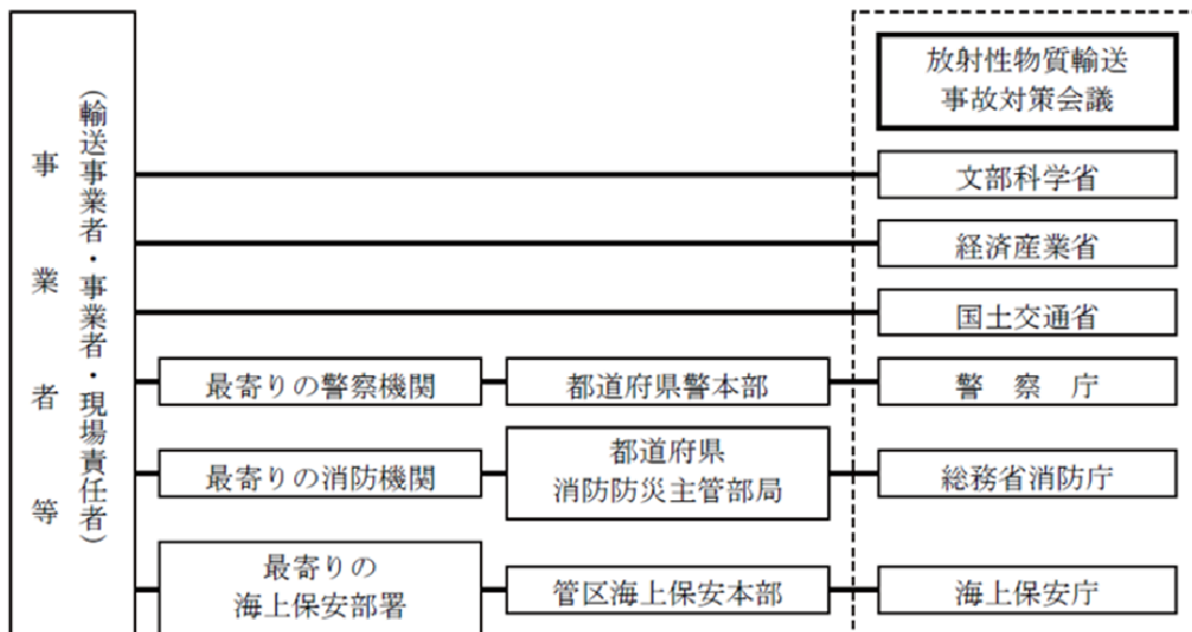 事業者等
（輸送事業者・事業者・現場責任者）
放射性物質輸送
事故対策会議
文部科学省
経済産業省
国土交通省
最寄りの警察機関
都道府県警本部
警察庁
最寄りの消防機関
都道府県
消防防災主管部局
総務省消防庁
最寄りの
海上保安部署
管区海上保安本部
海上保安庁